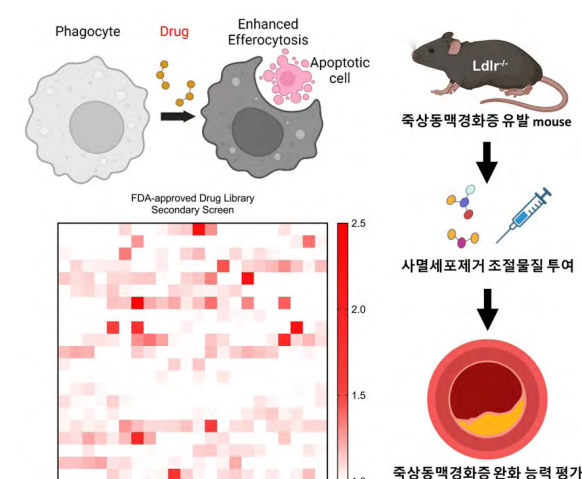 Phagocyte
Drug
Enhanced
Efferocytosis
Apoptotic
cell
FDA-approved Drug Library
Secondary Screen
2.5
2.0
1.5
Ldlr-/-
죽상동맥경화증 유발 mouse
사멸세포제거 조절물질 투여
죽상동맥경화증 완화 능력 평가